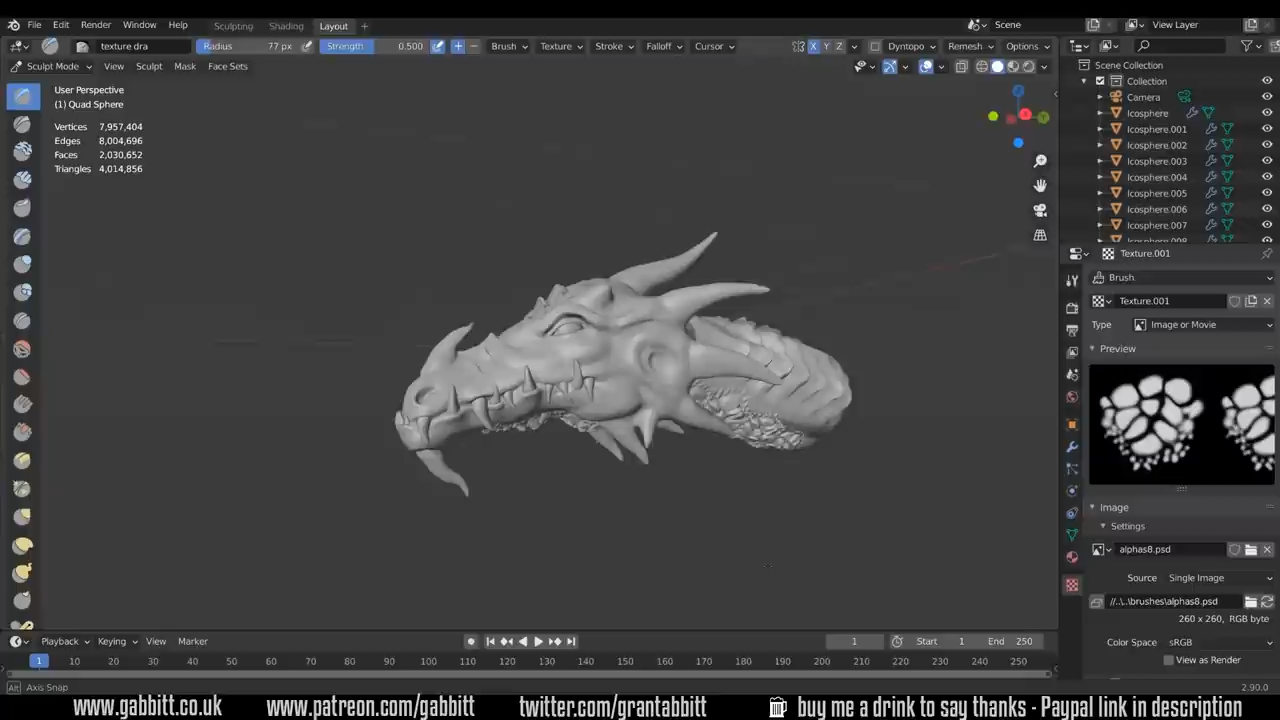 File Edit Render Window Help Sculpting Shading Layout + Scene View Layer
texture dra Radius 77 px Strength 0.500 Brush Texture Stroke Falloff Cursor X Y Z Dyntopo Remesh Options
Sculpt Mode View Sculpt Mask Face Sets
Scene Collection
Collection
Camera
Icosphere
Icosphere.001
Icosphere.002
Icosphere.003
Icosphere.004
Icosphere.005
Icosphere.006
Icosphere.007
Icosphere.008
User Perspective
(1) Quad Sphere
Vertices 7,957,404
Edges 8,004,696
Faces 2,030,652
Triangles 4,014,856
Texture.001
Brush
Texture.001
Type Image or Movie
Preview
Image
Settings
alphas8.psd
Source Single Image
//..\..\brushes\alphas8.psd
260 x 260, RGB byte
Color Space sRGB
View as Render
Playback Keying View Marker 1 Start 1 End 250
1 10 20 30 40 50 60 70 80 90 100 110 120 130 140 150 160 170 180 190 200 210 220 230 240 250
Alt Axis Snap 2.90.0
www.gabbitt.co.uk www.patreon.com/gabbitt twitter.com/grantabbitt buy me a drink to say thanks - Paypal link in description